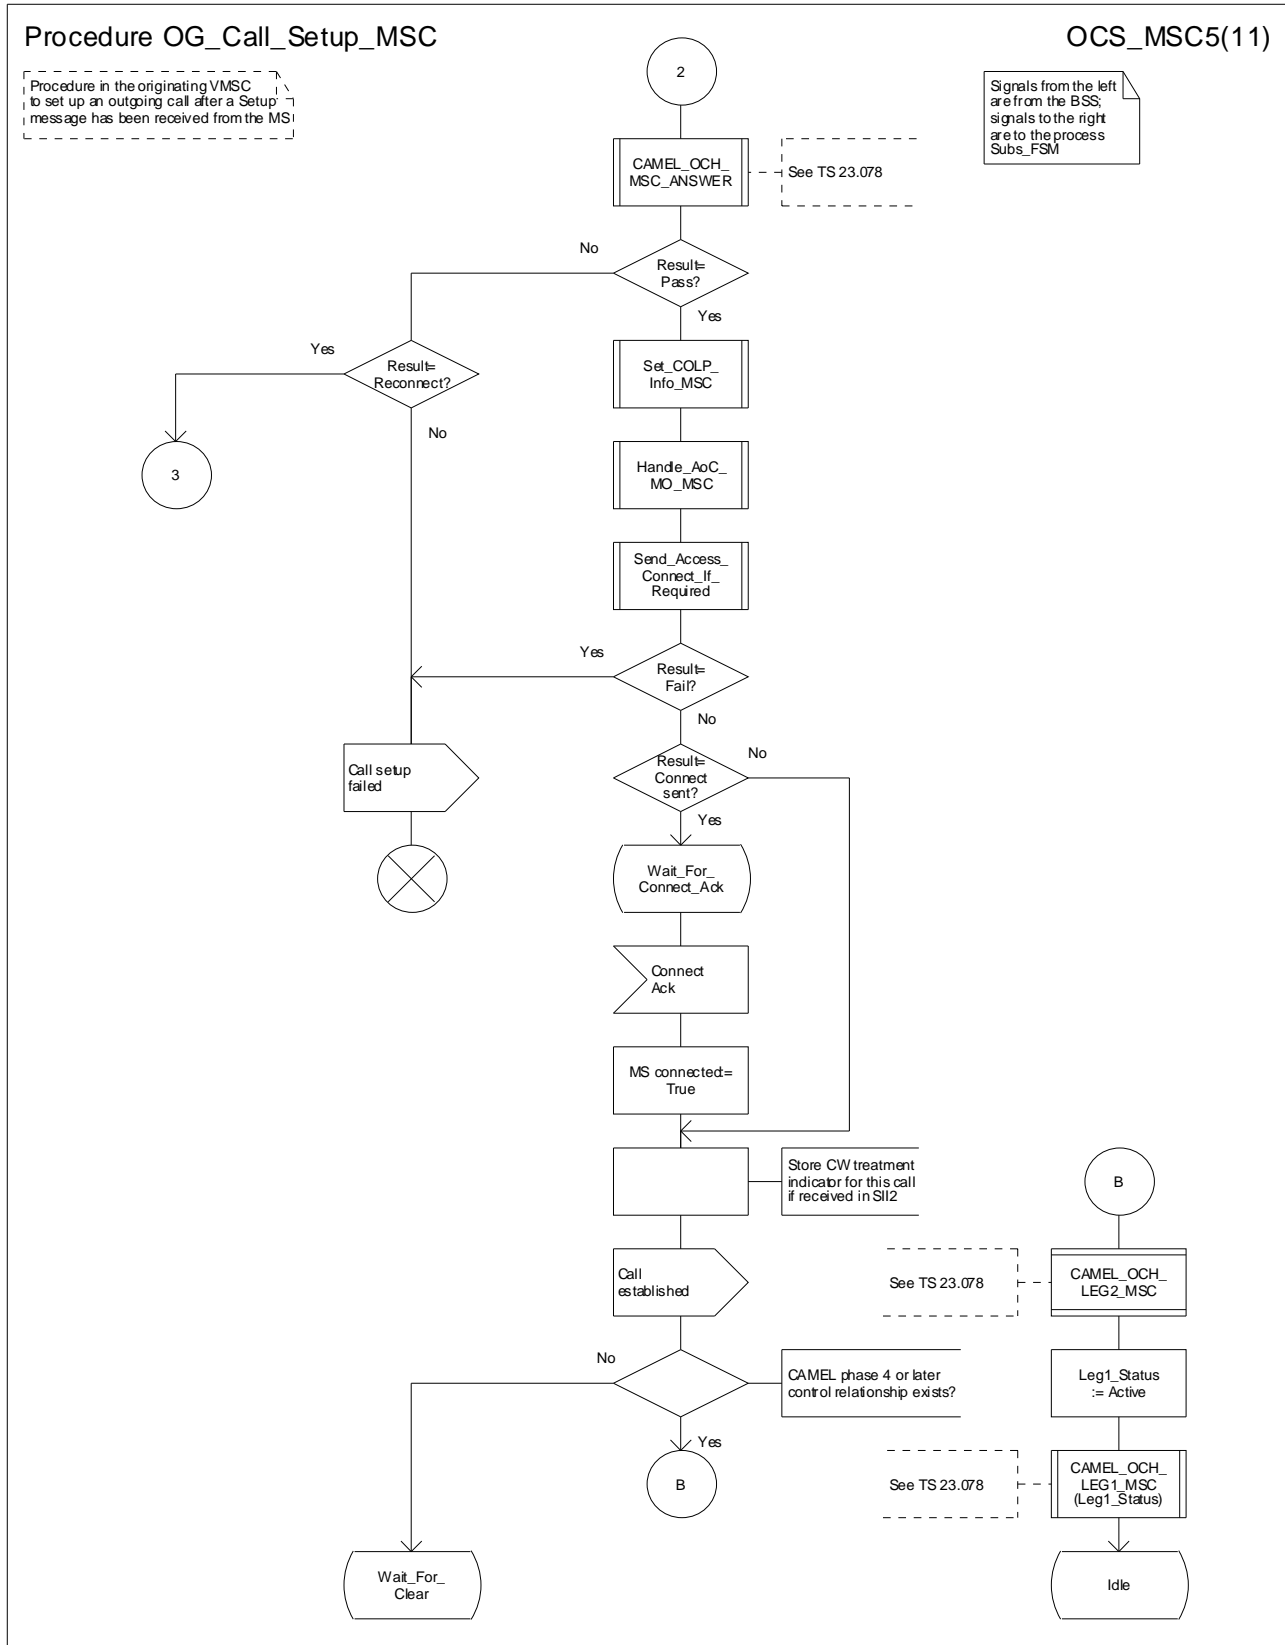 Procedure OG_Call_Setup_MSC
OCS_MSC5(11)
Procedure in the originating VMSC
to set up an outgoing call after a Setup
message has been received from the MS
2
Signals from the left
are from the BSS;
signals to the right
are to the process
Subs_FSM
CAMEL_OCH_
MSC_ANSWER
See TS 23.078
No
Result=
Pass?
Yes
Yes
Result=
Reconnect?
No
Set_COLP_
Info_MSC
3
Handle_AoC_
MO_MSC
Send_Access_
Connect_If_
Required
Yes
Result=
Fail?
No
Call setup
failed
Result=
Connect
sent?
No
Yes
Wait_For_
Connect_Ack
Connect
Ack
MS connected:=
True
Store CW treatment
indicator for this call
if received in SII2
B
Call
established
See TS 23.078
CAMEL_OCH_
LEG2_MSC
No
CAMEL phase 4 or later
control relationship exists?
Leg1_Status
:= Active
Yes
B
See TS 23.078
CAMEL_OCH_
LEG1_MSC
(Leg1_Status)
Wait_For_
Clear
Idle